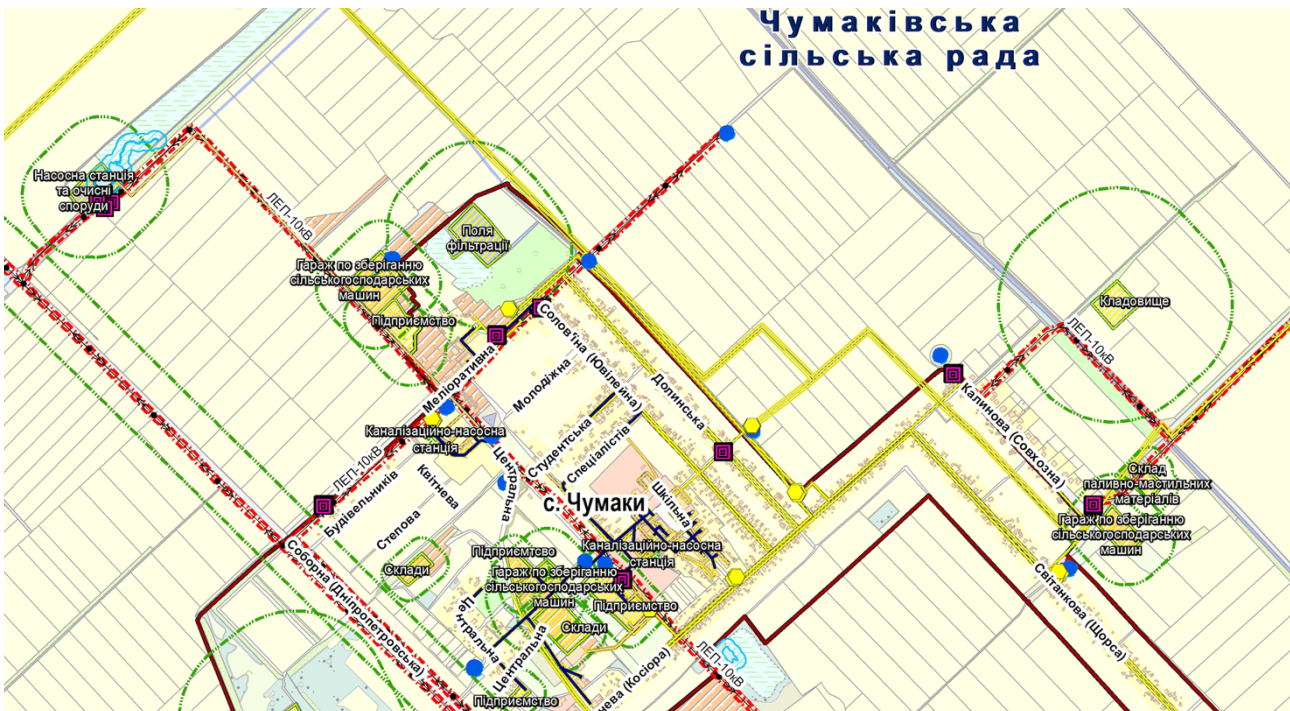 Чумаківська
сільська рада
Насосна станція
та очисні
споруди
ЛЕП-10кВ
Поля
фільтрації
Гараж по зберіганню
сільськогосподарських
машин
Підприємство
Кладовище
ЛЕП-10кВ
Солов'їна (Ювілейна)
Меліоративна
Молодіжна
Долинська
Калинова (Совхозна)
Каналізаційно-насосна
станція
Студентська
Спеціалістів
Центральна
Квітнева
ЛЕП-10кВ
Будівельників
Степова
с. Чумаки
Шкільна
Склад
паливно-мастильних
матеріалів
Гараж по зберіганню
сільськогосподарських
машин
Соборна (Дніпропетровська)
Склади
Підприємтсво
Гараж по зберіганню
сільськогосподарських
машин
Каналізаційно-насосна
станція
Підприємство
Склади
Центральна
Центральна
Підприємство
нева (Косіора)
ЛЕП-10кВ
Світанкова (Щорса)